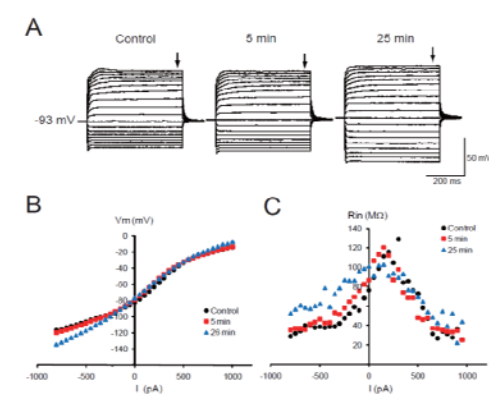 A
Control
5 min
25 min
-93 mV
50 mV
200 ms
B
Vm (mV)
0
-20
-40
-60
-80
-100
-120
-140
Control
5 min
26 min
-1000
-500
0
500
1000
I (pA)
C
Rin (MΩ)
140
120
100
80
60
40
20
Control
5 min
25 min
-1000
-500
0
500
1000
I (pA)